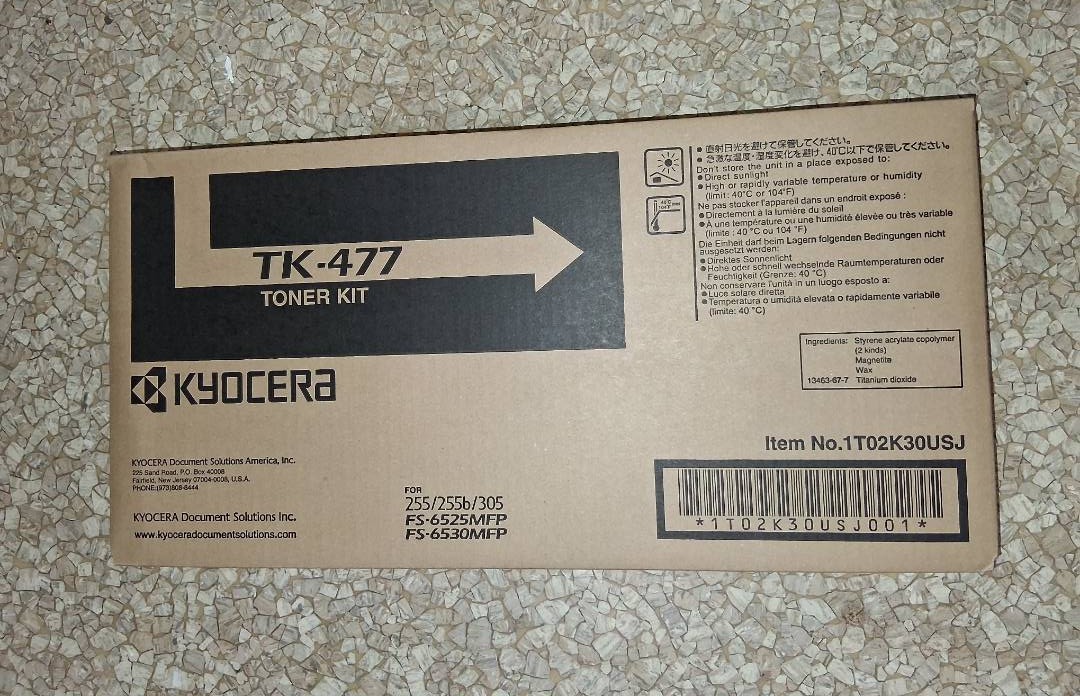 TK-477
TONER KIT
KYOCERA
KYOCERA Document Solutions America, Inc.
225 Sand Road, P.O. Box 40008
Fairfield, New Jersey 07004-0008, U.S.A.
PHONE:(973)808-8444
KYOCERA Document Solutions Inc.
www.kyoceradocumentsolutions.com
FOR
255/255b/305
FS-6525MFP
FS-6530MFP
40°C
104°F
● 直射日光を避けて保管してください。
● 急激な温度・湿度変化を避け、40℃以下で保管してください。
Don't store the unit in a place exposed to:
● Direct sunlight
● High or rapidly variable temperature or humidity
(limit: 40°C or 104°F)
Ne pas stocker l'appareil dans un endroit exposé :
● Directement à la lumière du soleil
● À une température ou une humidité élevée ou très variable
(limite : 40 °C ou 104 °F)
Die Einheit darf beim Lagern folgenden Bedingungen nicht
ausgesetzt werden:
● Direktes Sonnenlicht
● Hohe oder schnell wechselnde Raumtemperaturen oder
Feuchtigkeit (Grenze: 40 °C)
Non conservare l'unità in un luogo esposto a:
● Luce solare diretta
● Temperatura o umidità elevata o rapidamente variabile
(limite: 40 °C)
Ingredients: Styrene acrylate copolymer
(2 kinds)
Magnetite
Wax
13463-67-7 Titanium dioxide
Item No.1T02K30USJ
*1T02K30USJ001*